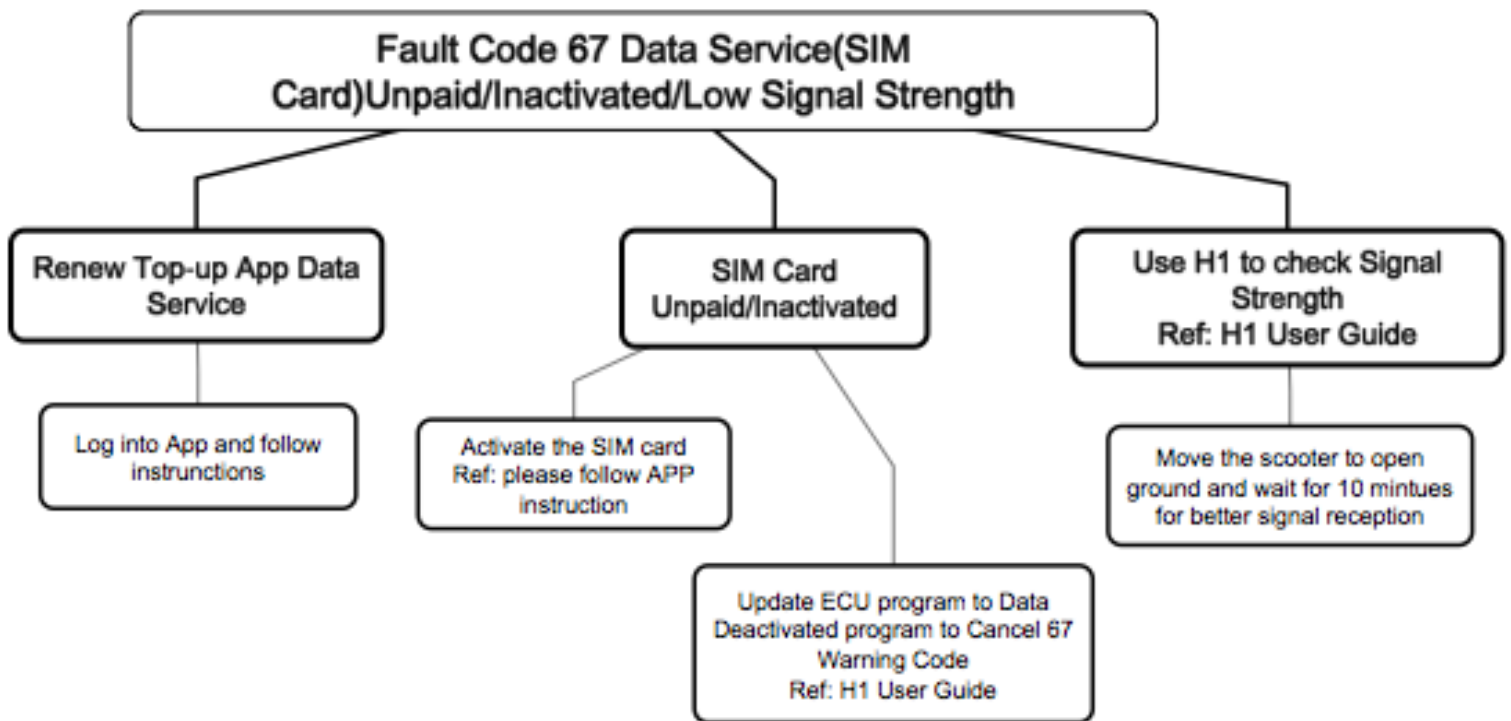 Fault Code 67 Data Service(SIM
Card)Unpaid/Inactivated/Low Signal Strength
Renew Top-up App Data
Service
SIM Card
Unpaid/Inactivated
Use H1 to check Signal
Strength
Ref: H1 User Guide
Log into App and follow
instrunctions
Activate the SIM card
Ref: please follow APP
instruction
Move the scooter to open
ground and wait for 10 mintues
for better signal reception
Update ECU program to Data
Deactivated program to Cancel 67
Warning Code
Ref: H1 User Guide